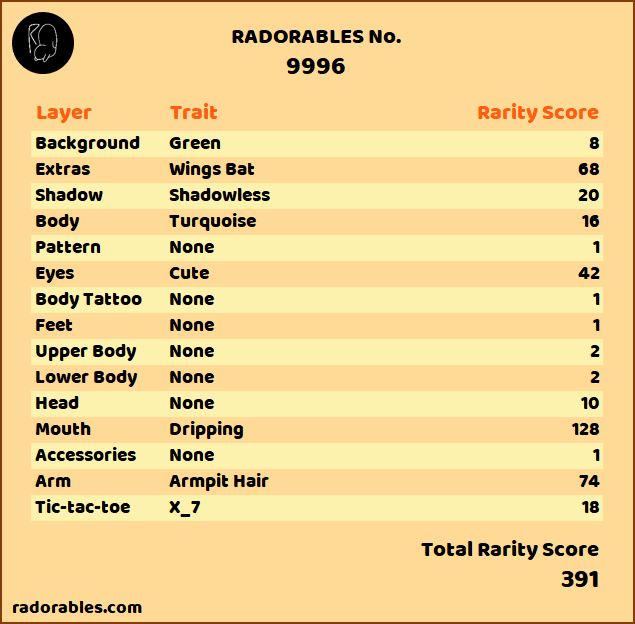 RADORABLES No.
9996
Layer Trait Rarity Score
Background Green 8
Extras Wings Bat 68
Shadow Shadowless 20
Body Turquoise 16
Pattern None 1
Eyes Cute 42
Body Tattoo None 1
Feet None 1
Upper Body None 2
Lower Body None 2
Head None 10
Mouth Dripping 128
Accessories None 1
Arm Armpit Hair 74
Tic-tac-toe X_7 18
Total Rarity Score
391
radorables.com